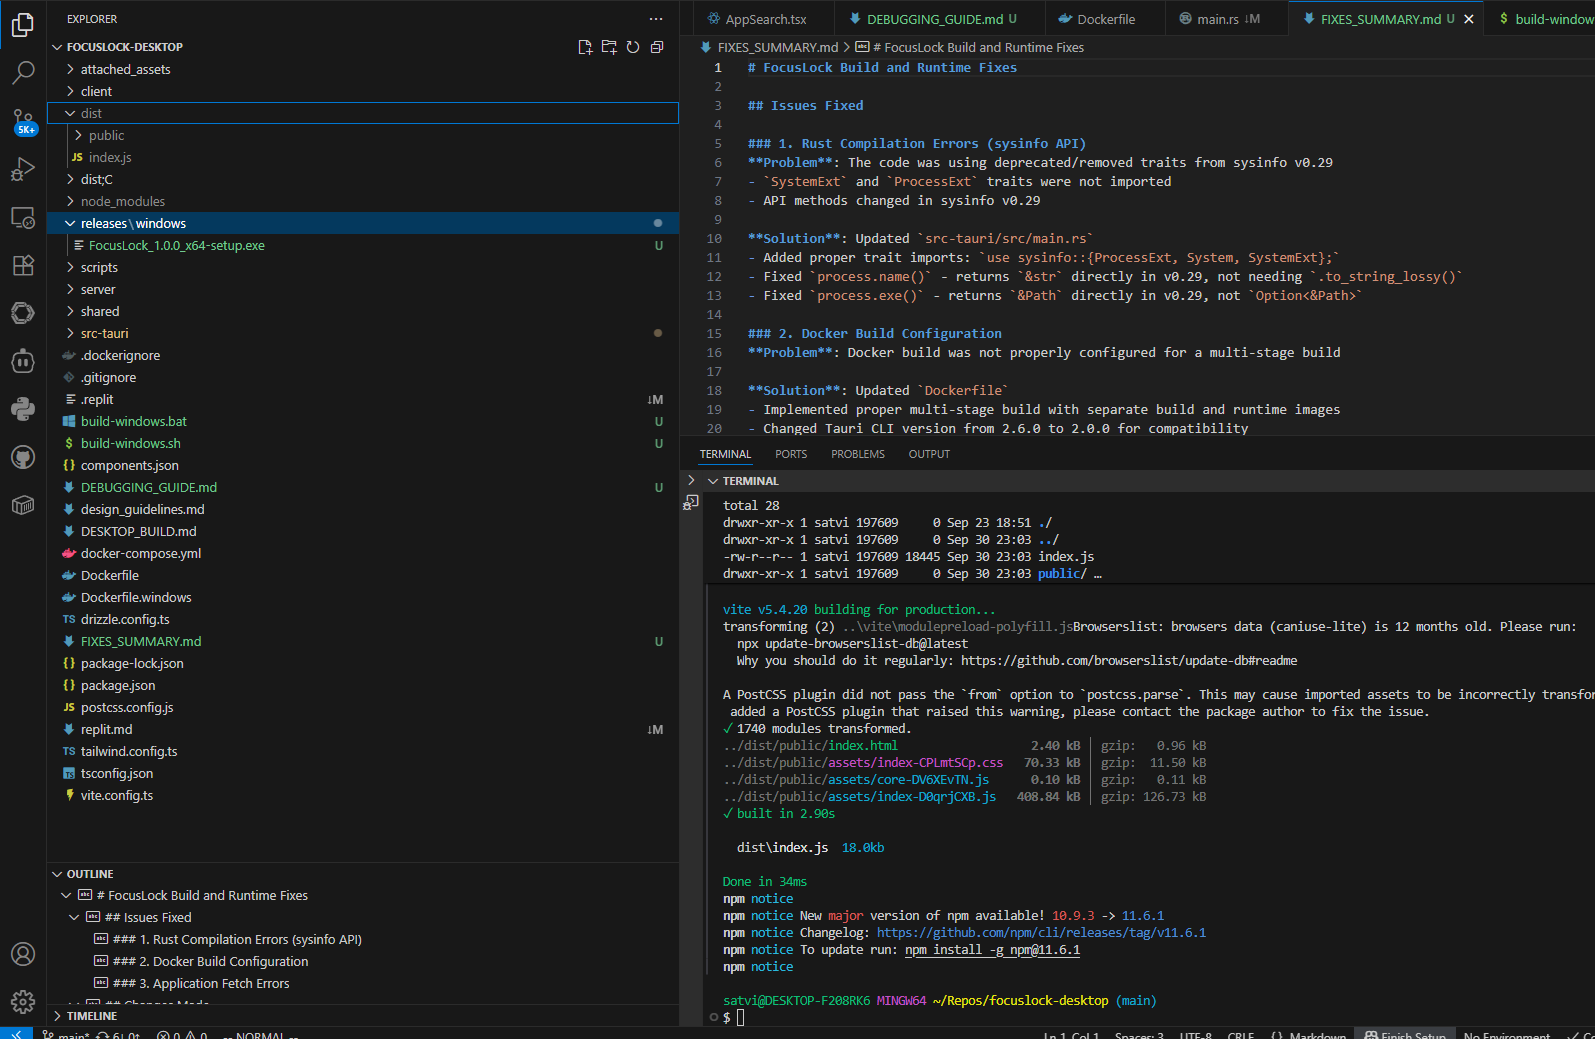 EXPLORER
FOCUSLOCK-DESKTOP
attached_assets
client
dist
public
JS index.js
dist;C
node_modules
releases\windows
FocusLock_1.0.0_x64-setup.exe U
scripts
server
shared
src-tauri
.dockerignore
.gitignore
.replit ↓M
build-windows.bat U
$ build-windows.sh U
{} components.json
DEBUGGING_GUIDE.md U
design_guidelines.md
DESKTOP_BUILD.md
docker-compose.yml
Dockerfile
Dockerfile.windows
TS drizzle.config.ts
FIXES_SUMMARY.md U
{} package-lock.json
{} package.json
JS postcss.config.js
replit.md ↓M
TS tailwind.config.ts
TS tsconfig.json
vite.config.ts
5K+
OUTLINE
# FocusLock Build and Runtime Fixes
## Issues Fixed
### 1. Rust Compilation Errors (sysinfo API)
### 2. Docker Build Configuration
### 3. Application Fetch Errors
## Changes Made
TIMELINE
AppSearch.tsx
DEBUGGING_GUIDE.md U
Dockerfile
main.rs ↓M
FIXES_SUMMARY.md U
$ build-window
FIXES_SUMMARY.md > # FocusLock Build and Runtime Fixes
1 # FocusLock Build and Runtime Fixes
2
3 ## Issues Fixed
4
5 ### 1. Rust Compilation Errors (sysinfo API)
6 **Problem**: The code was using deprecated/removed traits from sysinfo v0.29
7 - `SystemExt` and `ProcessExt` traits were not imported
8 - API methods changed in sysinfo v0.29
9
10 **Solution**: Updated `src-tauri/src/main.rs`
11 - Added proper trait imports: `use sysinfo::{ProcessExt, System, SystemExt};`
12 - Fixed `process.name()` - returns `&str` directly in v0.29, not needing `.to_string_lossy()`
13 - Fixed `process.exe()` - returns `&Path` directly in v0.29, not `Option<&Path>`
14
15 ### 2. Docker Build Configuration
16 **Problem**: Docker build was not properly configured for a multi-stage build
17
18 **Solution**: Updated `Dockerfile`
19 - Implemented proper multi-stage build with separate build and runtime images
20 - Changed Tauri CLI version from 2.6.0 to 2.0.0 for compatibility
TERMINAL PORTS PROBLEMS OUTPUT
TERMINAL
total 28
drwxr-xr-x 1 satvi 197609     0 Sep 23 18:51 ./
drwxr-xr-x 1 satvi 197609     0 Sep 30 23:03 ../
-rw-r--r-- 1 satvi 197609 18445 Sep 30 23:03 index.js
drwxr-xr-x 1 satvi 197609     0 Sep 30 23:03 public/ …
vite v5.4.20 building for production...
transforming (2) ..\vite\modulepreload-polyfill.jsBrowserslist: browsers data (caniuse-lite) is 12 months old. Please run:
npx update-browserslist-db@latest
Why you should do it regularly: https://github.com/browserslist/update-db#readme
A PostCSS plugin did not pass the `from` option to `postcss.parse`. This may cause imported assets to be incorrectly transfor
added a PostCSS plugin that raised this warning, please contact the package author to fix the issue.
✓ 1740 modules transformed.
../dist/public/index.html 2.40 kB │ gzip: 0.96 kB
../dist/public/assets/index-CPLmtSCp.css 70.33 kB │ gzip: 11.50 kB
../dist/public/assets/core-DV6XEvTN.js 0.10 kB │ gzip: 0.11 kB
../dist/public/assets/index-D0qrjCXB.js 408.84 kB │ gzip: 126.73 kB
✓ built in 2.90s
dist\index.js 18.0kb
Done in 34ms
npm notice
npm notice New major version of npm available! 10.9.3 -> 11.6.1
npm notice Changelog: https://github.com/npm/cli/releases/tag/v11.6.1
npm notice To update run: npm install -g npm@11.6.1
npm notice
satvi@DESKTOP-F208RK6 MINGW64 ~/Repos/focuslock-desktop (main)
$
main* 6↓ 0↑ 0 0 -- NORMAL -- Ln 1, Col 1 Spaces: 3 UTF-8 CRLF {} Markdown Finish Setup No Environment